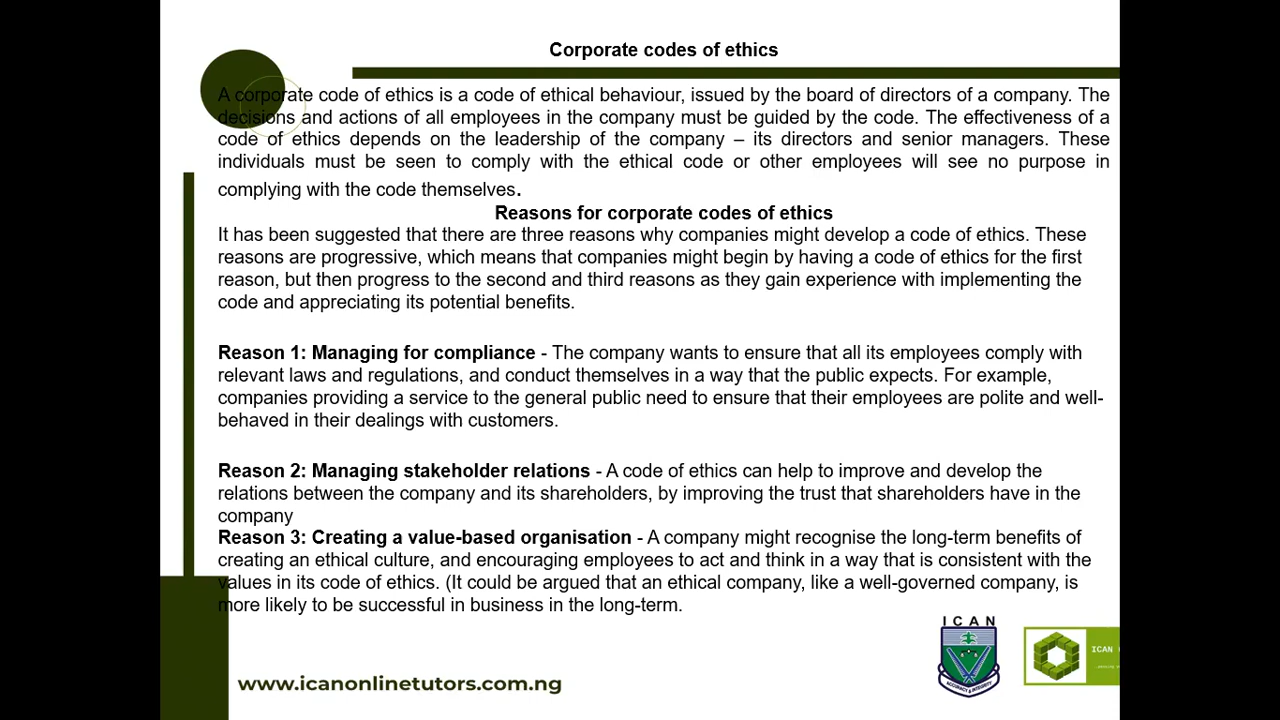 Corporate codes of ethics
A corporate code of ethics is a code of ethical behaviour, issued by the board of directors of a company. The
decisions and actions of all employees in the company must be guided by the code. The effectiveness of a
code of ethics depends on the leadership of the company – its directors and senior managers. These
individuals must be seen to comply with the ethical code or other employees will see no purpose in
complying with the code themselves.
Reasons for corporate codes of ethics
It has been suggested that there are three reasons why companies might develop a code of ethics. These
reasons are progressive, which means that companies might begin by having a code of ethics for the first
reason, but then progress to the second and third reasons as they gain experience with implementing the
code and appreciating its potential benefits.
Reason 1: Managing for compliance - The company wants to ensure that all its employees comply with
relevant laws and regulations, and conduct themselves in a way that the public expects. For example,
companies providing a service to the general public need to ensure that their employees are polite and well-
behaved in their dealings with customers.
Reason 2: Managing stakeholder relations - A code of ethics can help to improve and develop the
relations between the company and its shareholders, by improving the trust that shareholders have in the
company
Reason 3: Creating a value-based organisation - A company might recognise the long-term benefits of
creating an ethical culture, and encouraging employees to act and think in a way that is consistent with the
values in its code of ethics. (It could be argued that an ethical company, like a well-governed company, is
more likely to be successful in business in the long-term.
ICAN
ACCURACY & INTEGRITY
ICAN
www.icanonlinetutors.com.ng